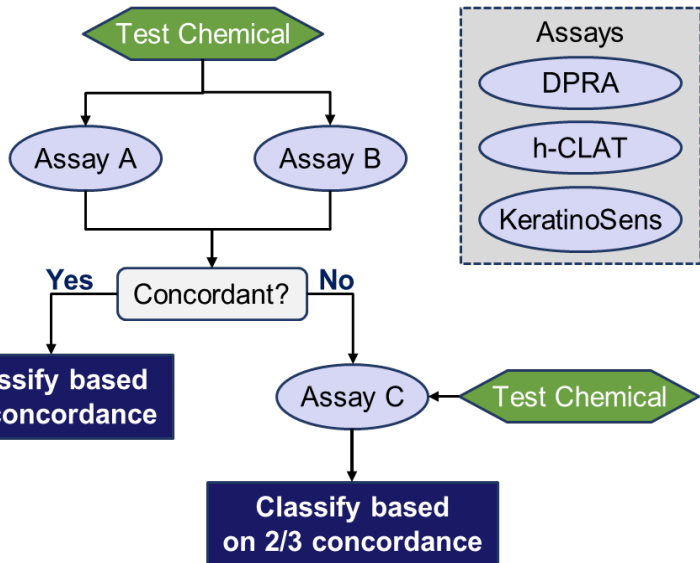 Test Chemical
Assays
DPRA
h-CLAT
KeratinoSens
Assay A
Assay B
Yes
Concordant?
No
ssify based
concordance
Assay C
Test Chemical
Classify based
on 2/3 concordance